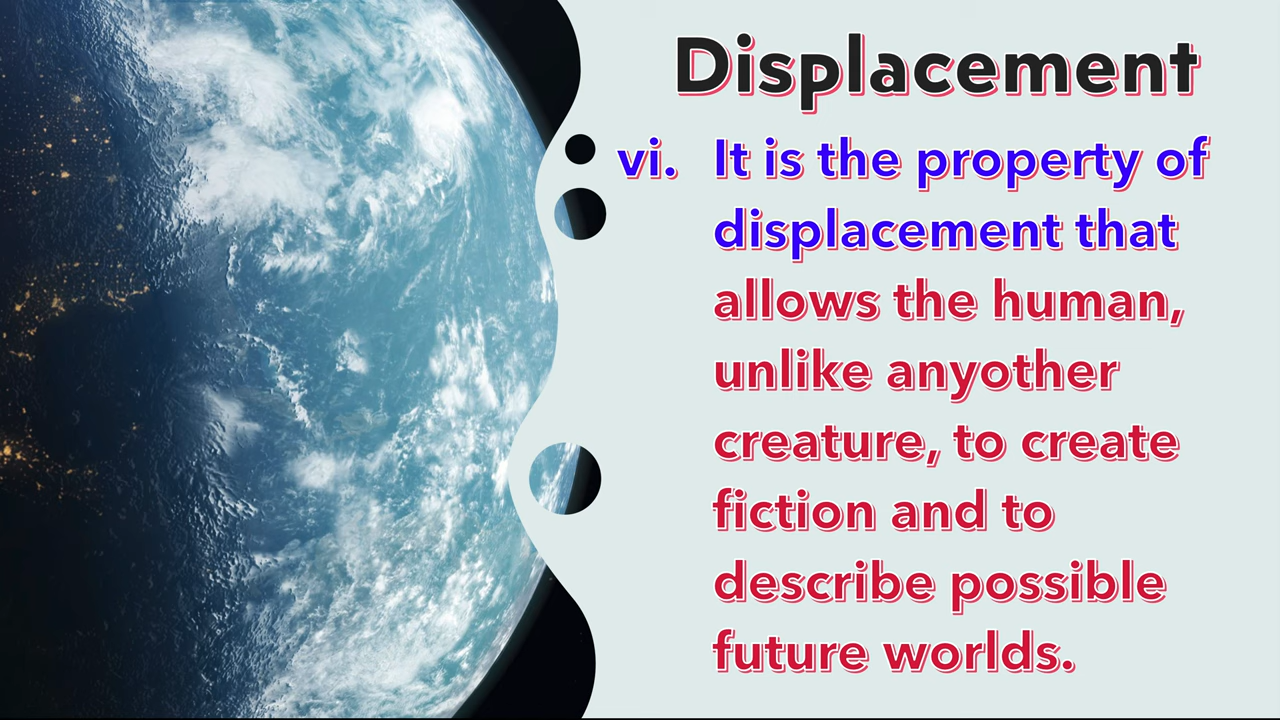 Displacement
vi. It is the property of
displacement that
allows the human,
unlike anyother
creature, to create
fiction and to
describe possible
future worlds.